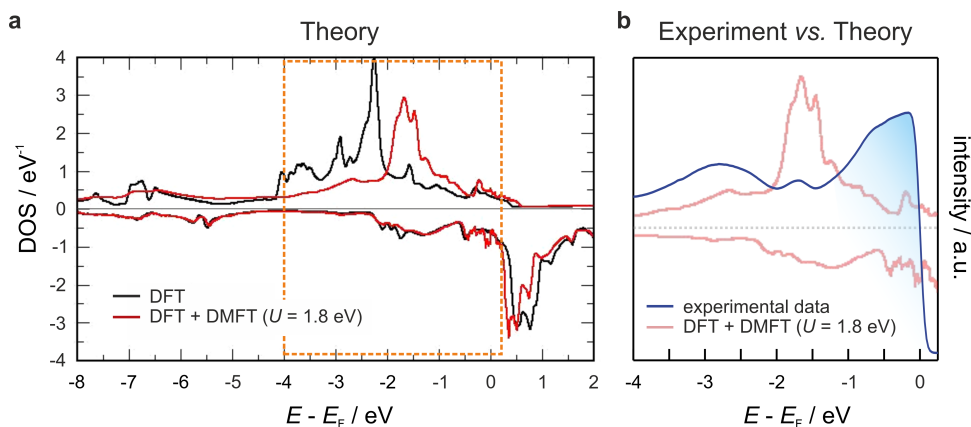 a
Theory
DOS / eV⁻¹
4
3
2
1
0
-1
-2
-3
-4
DFT
DFT + DMFT (U = 1.8 eV)
-8 -7 -6 -5 -4 -3 -2 -1 0 1 2
E - E_F / eV
b
Experiment vs. Theory
experimental data
DFT + DMFT (U = 1.8 eV)
-4 -3 -2 -1 0
E - E_F / eV
intensity / a.u.